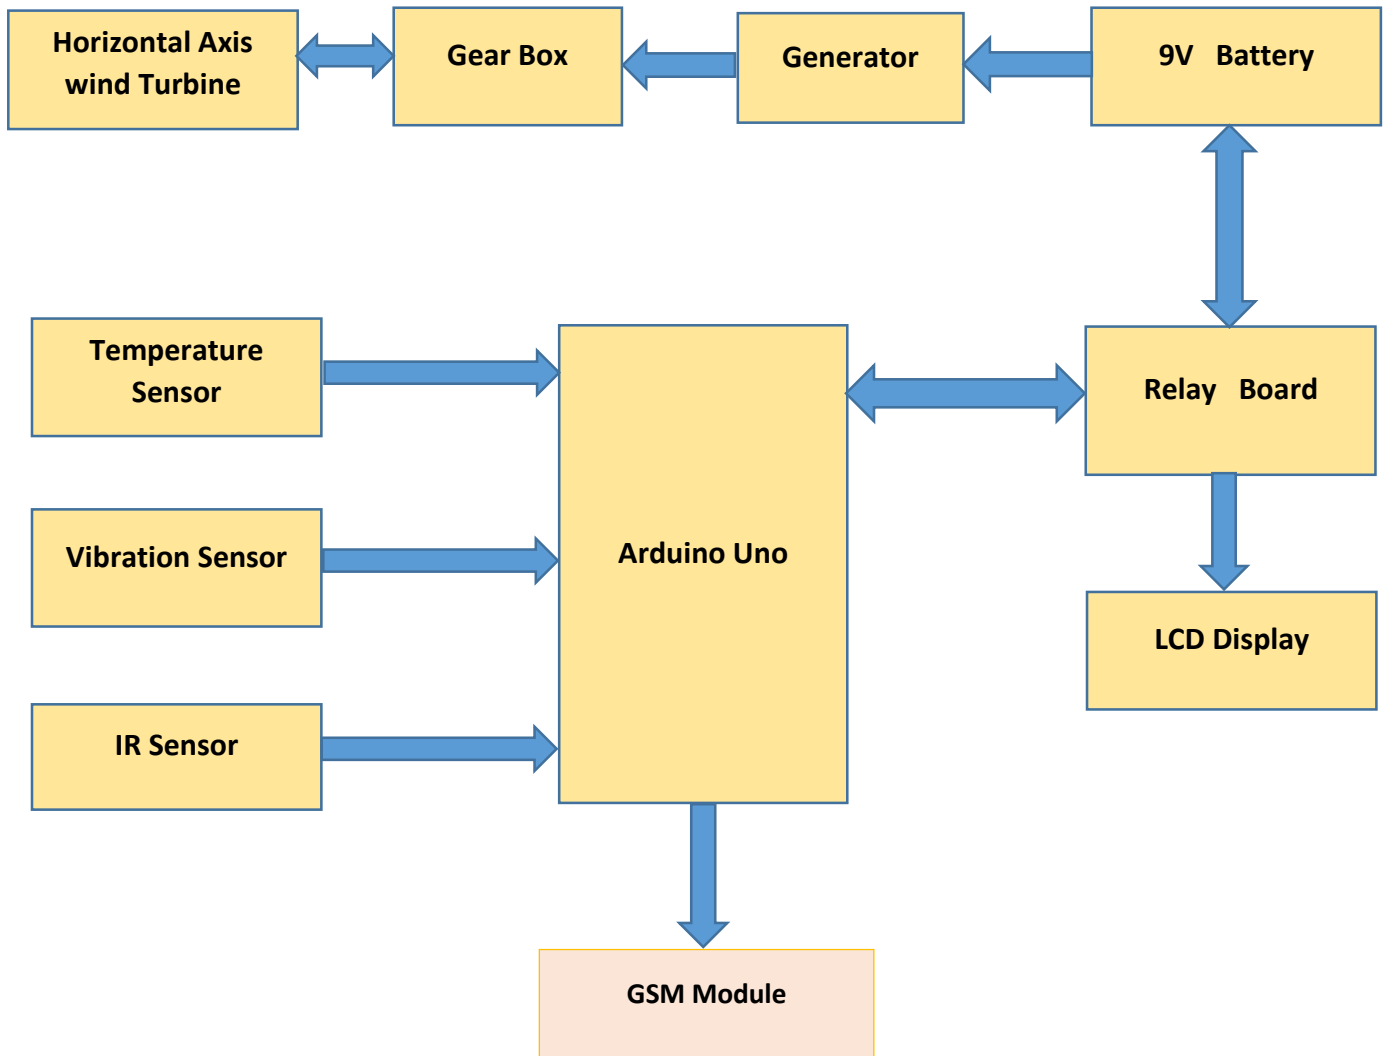 Horizontal Axis
wind Turbine
Gear Box
Generator
9V Battery
Temperature
Sensor
Arduino Uno
Relay Board
Vibration Sensor
LCD Display
IR Sensor
GSM Module